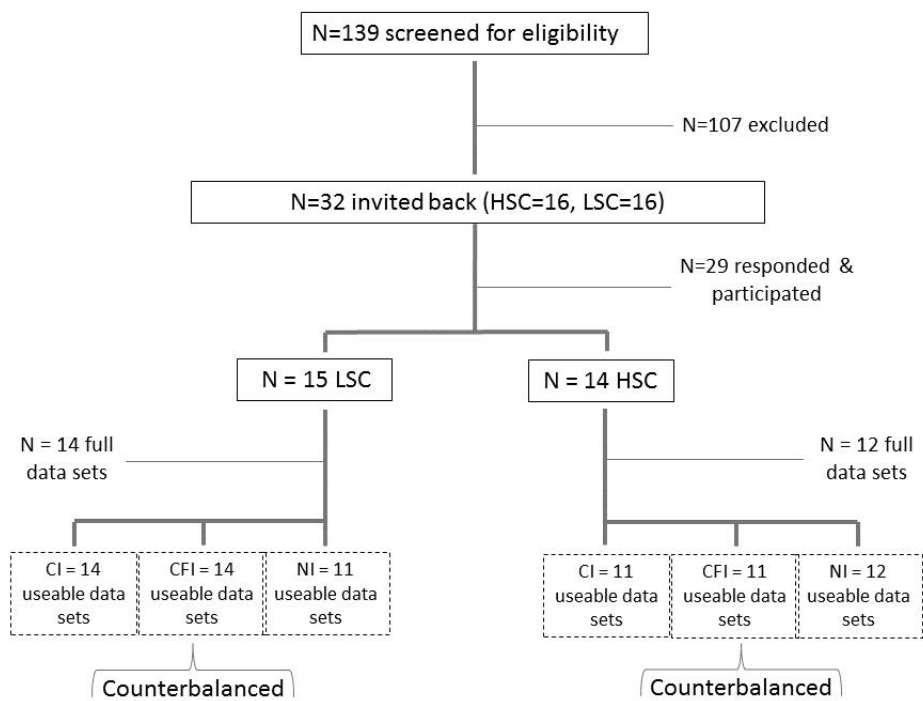 N=139 screened for eligibility
N=107 excluded
N=32 invited back (HSC=16, LSC=16)
N=29 responded &
participated
N = 15 LSC
N = 14 HSC
N = 14 full
data sets
N = 12 full
data sets
CI = 14
useable data
sets
CFI = 14
useable data
sets
NI = 11
useable data
sets
CI = 11
useable data
sets
CFI = 11
useable data
sets
NI = 12
useable data
sets
Counterbalanced
Counterbalanced